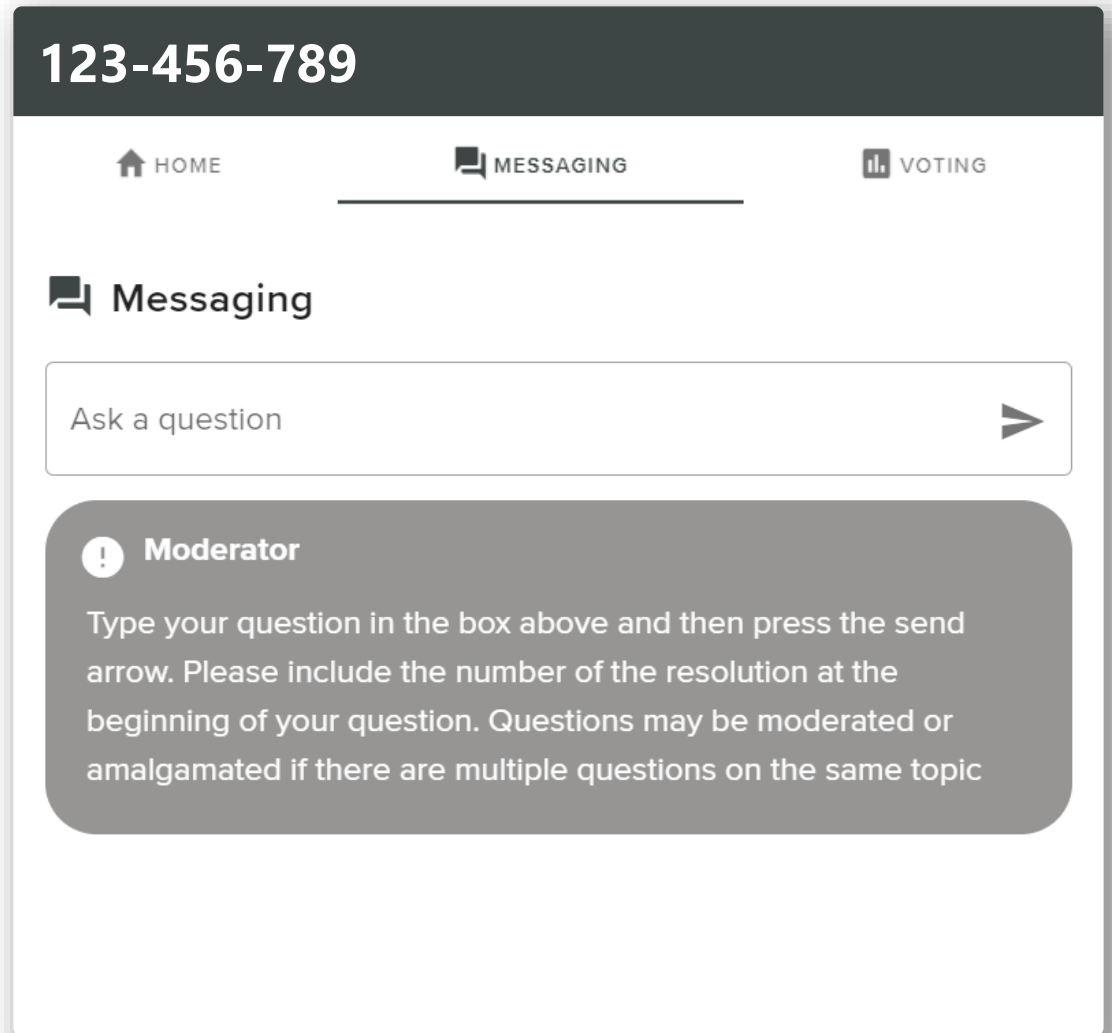 123-456-789
HOME MESSAGING VOTING
Messaging
Ask a question
Moderator
Type your question in the box above and then press the send
arrow. Please include the number of the resolution at the
beginning of your question. Questions may be moderated or
amalgamated if there are multiple questions on the same topic